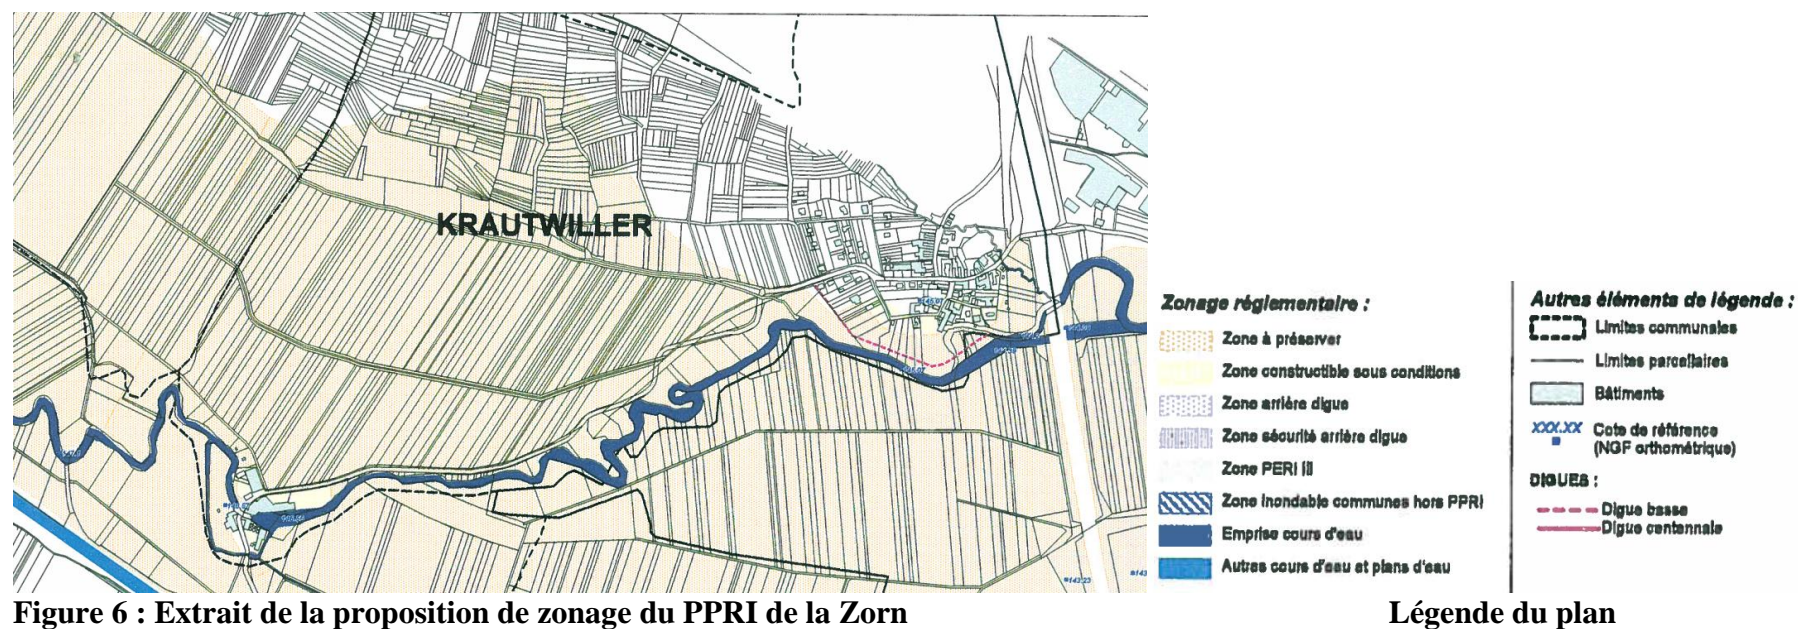 KRAUTWILLER
143.23
Zonage réglementaire :
Zone à préserver
Zone constructible sous conditions
Zone arrière digue
Zone sécurité arrière digue
Zone PERI III
Zone inondable communes hors PPRI
Emprise cours d'eau
Autres cours d'eau et plans d'eau
Autres éléments de légende :
Limites communales
Limites parcellaires
Bâtiments
XXX.XX Cote de référence
(NGF orthométrique)
DIGUES :
Digue basse
Digue centennale
Figure 6 : Extrait de la proposition de zonage du PPRI de la Zorn
Légende du plan